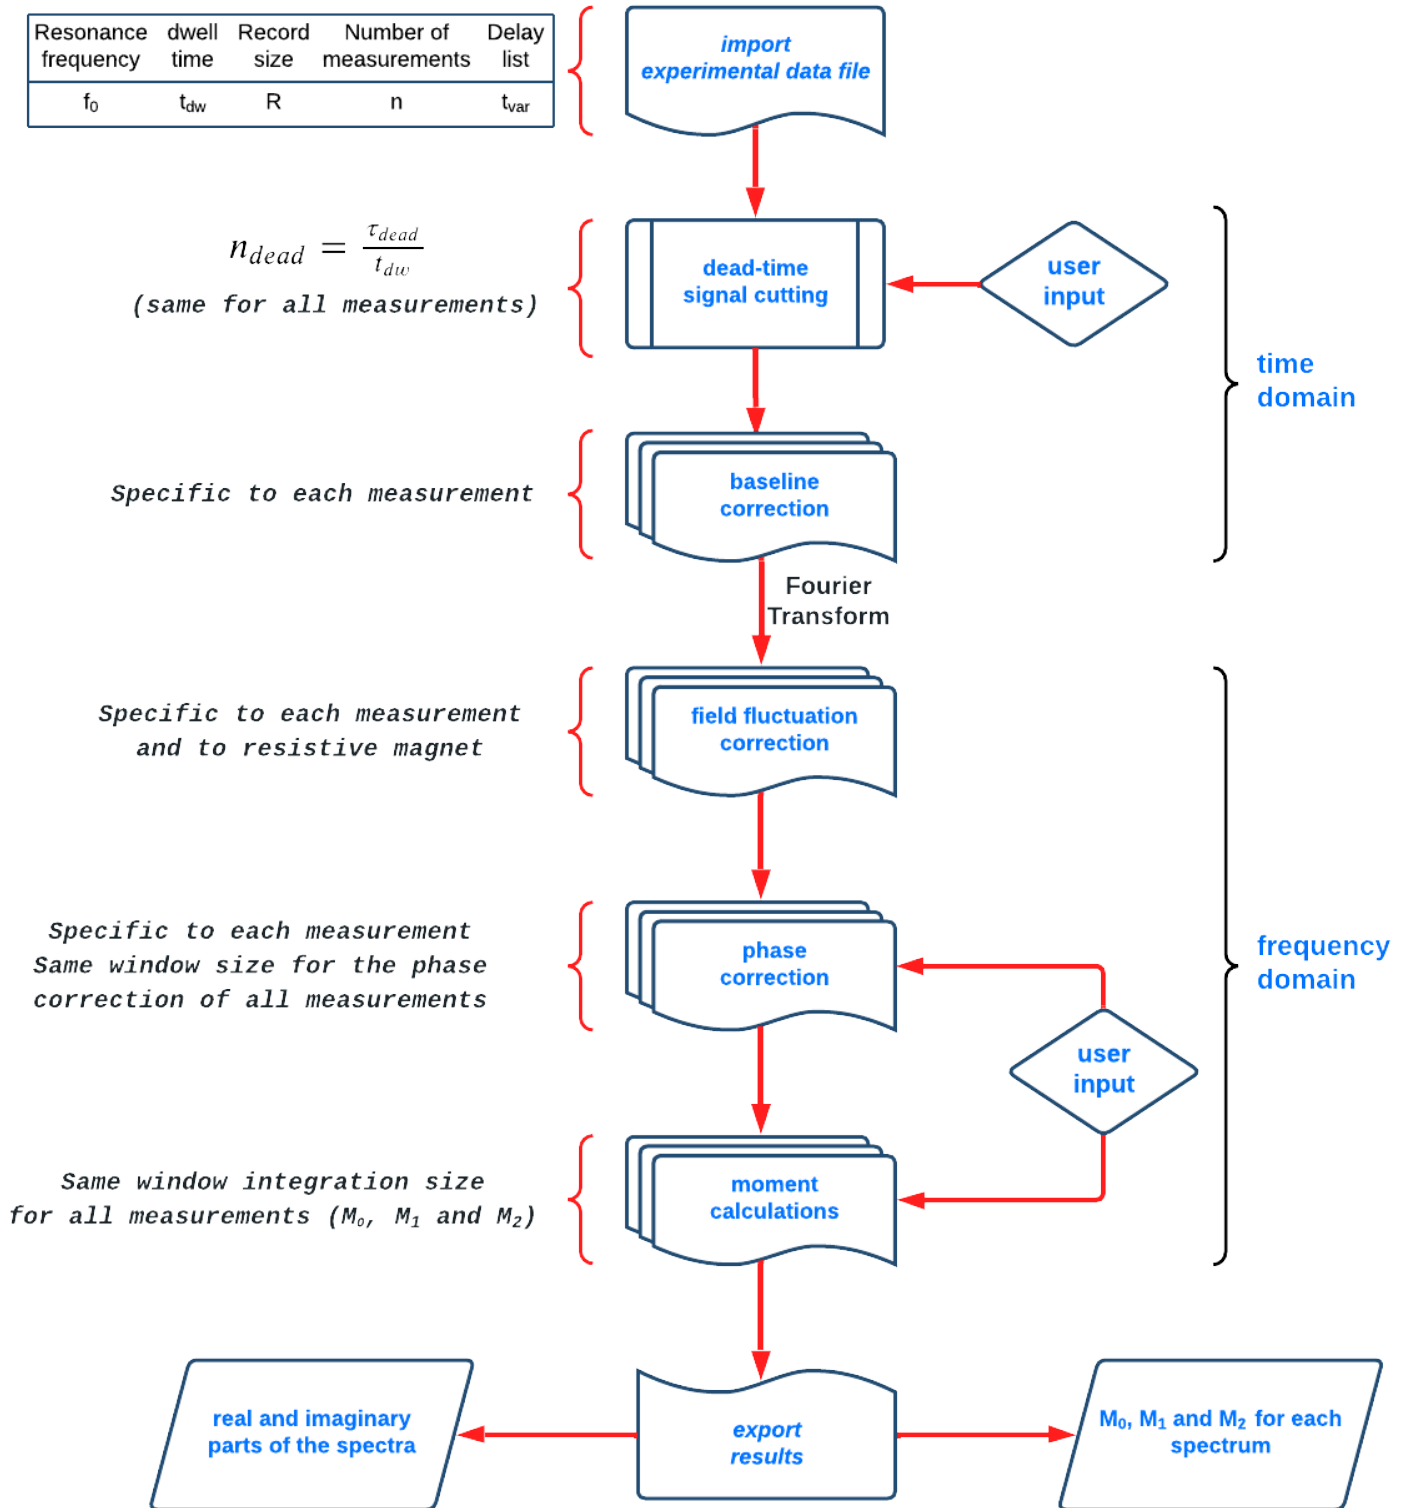 Resonance frequency dwell time Record size Number of measurements Delay list
f₀ t_dw R n t_var
import
experimental data file
n_dead = τ_dead / t_dw
(same for all measurements)
dead-time
signal cutting
user
input
time
domain
Specific to each measurement
baseline
correction
Fourier
Transform
Specific to each measurement
and to resistive magnet
field fluctuation
correction
Specific to each measurement
Same window size for the phase
correction of all measurements
phase
correction
frequency
domain
user
input
Same window integration size
for all measurements (M₀, M₁ and M₂)
moment
calculations
real and imaginary
parts of the spectra
export
results
M₀, M₁ and M₂ for each
spectrum